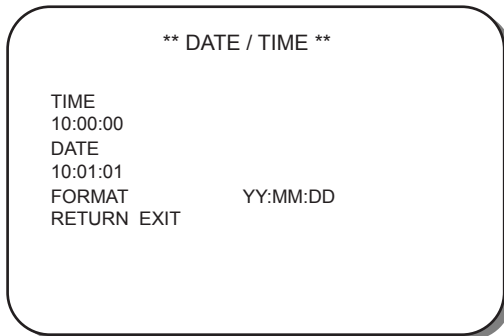 ** DATE / TIME **
TIME
10:00:00
DATE
10:01:01
FORMAT YY:MM:DD
RETURN EXIT